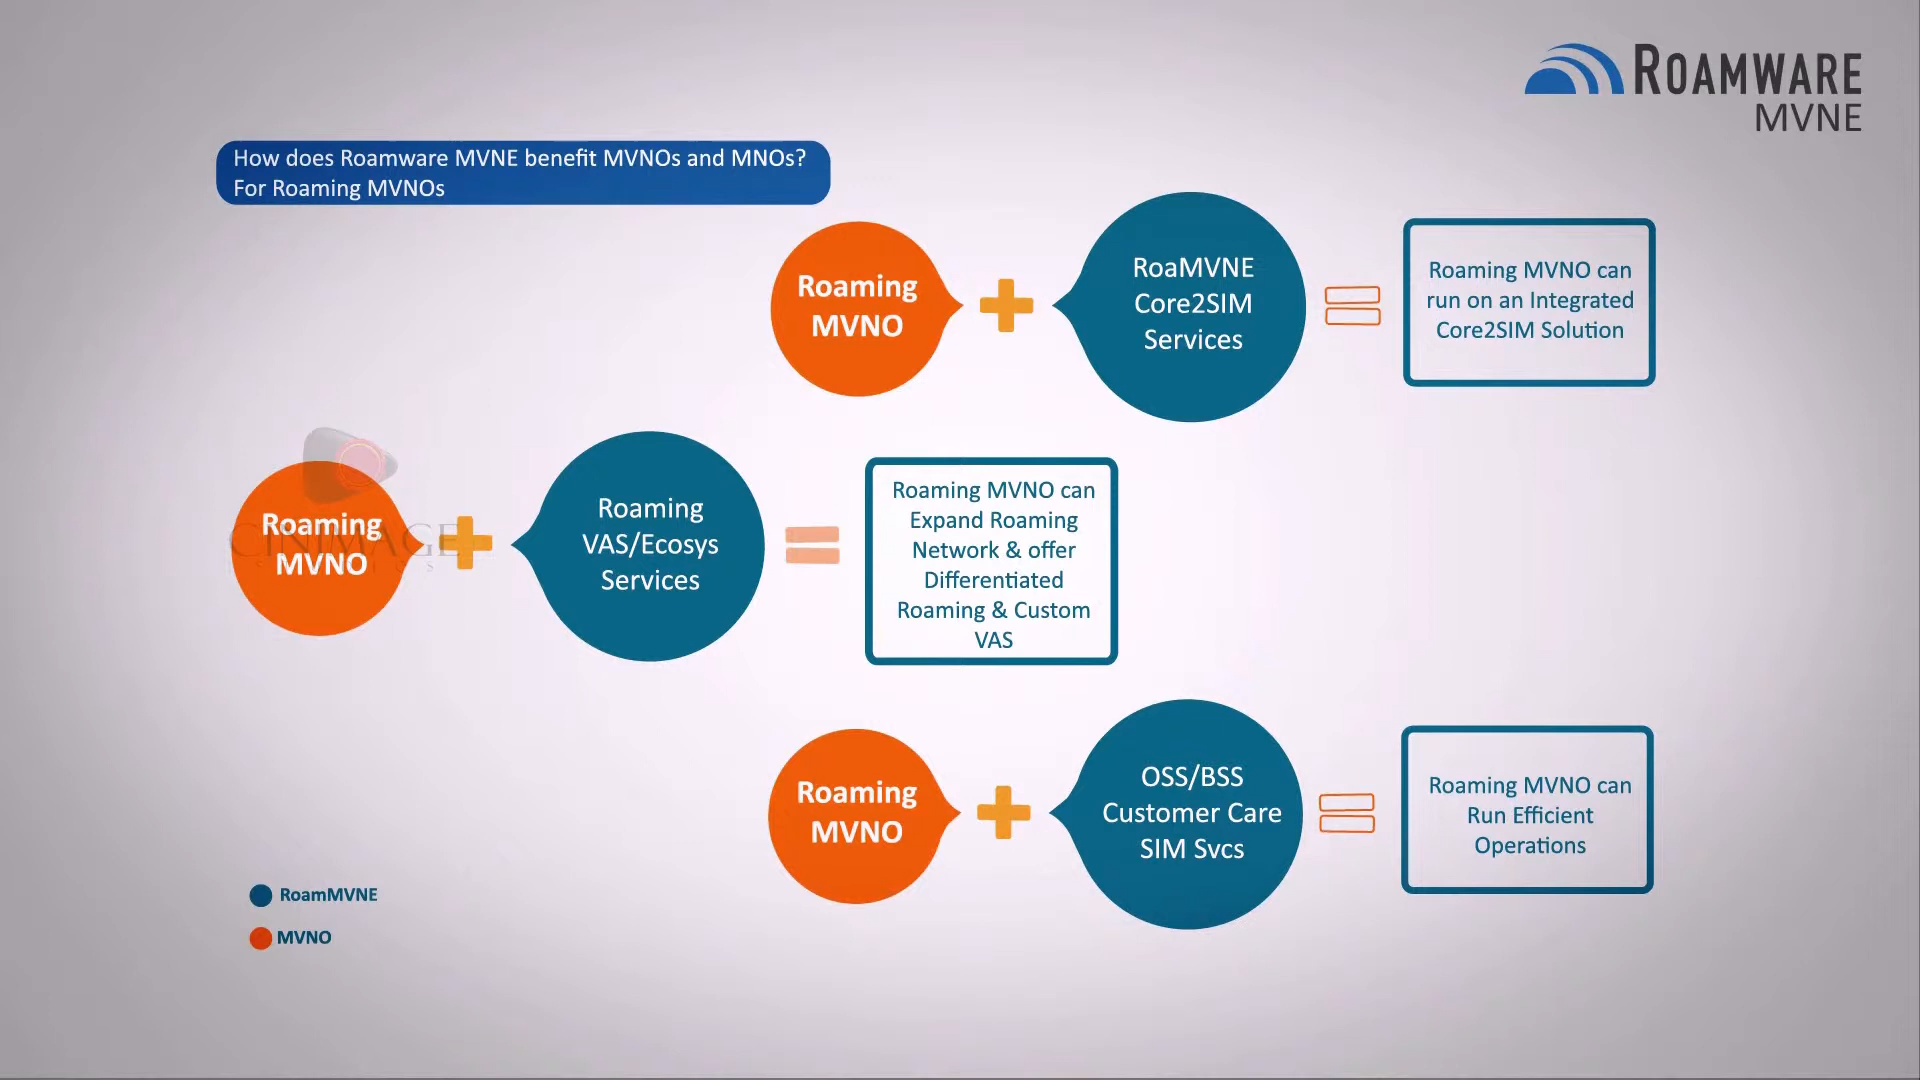 ROAMWARE
MVNE
How does Roamware MVNE benefit MVNOs and MNOs?
For Roaming MVNOs
Roaming
MVNO
RoaMVNE
Core2SIM
Services
Roaming MVNO can
run on an Integrated
Core2SIM Solution
Roaming
MVNO
CINIMAGE
Roaming
VAS/Ecosys
Services
Roaming MVNO can
Expand Roaming
Network & offer
Differentiated
Roaming & Custom
VAS
Roaming
MVNO
OSS/BSS
Customer Care
SIM Svcs
Roaming MVNO can
Run Efficient
Operations
RoamMVNE
MVNO